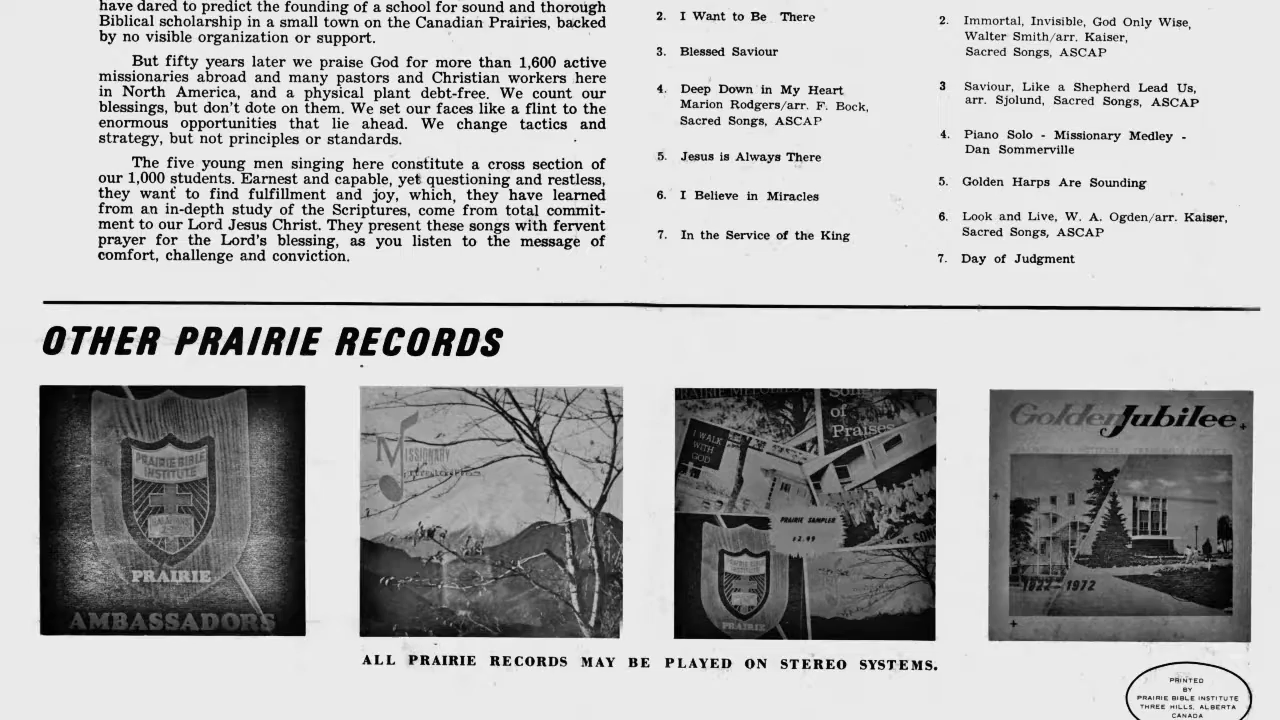 have dared to predict the founding of a school for sound and thorough
Biblical scholarship in a small town on the Canadian Prairies, backed
by no visible organization or support.
But fifty years later we praise God for more than 1,600 active
missionaries abroad and many pastors and Christian workers here
in North America, and a physical plant debt-free. We count our
blessings, but don't dote on them. We set our faces like a flint to the
enormous opportunities that lie ahead. We change tactics and
strategy, but not principles or standards.
The five young men singing here constitute a cross section of
our 1,000 students. Earnest and capable, yet questioning and restless,
they want to find fulfillment and joy, which, they have learned
from an in-depth study of the Scriptures, come from total commit-
ment to our Lord Jesus Christ. They present these songs with fervent
prayer for the Lord's blessing, as you listen to the message of
comfort, challenge and conviction.
2. I Want to Be There
3. Blessed Saviour
4. Deep Down in My Heart
Marion Rodgers/arr. F. Bock,
Sacred Songs, ASCAP
5. Jesus is Always There
6. I Believe in Miracles
7. In the Service of the King
2. Immortal, Invisible, God Only Wise,
Walter Smith/arr. Kaiser,
Sacred Songs, ASCAP
3 Saviour, Like a Shepherd Lead Us,
arr. Sjolund, Sacred Songs, ASCAP
4. Piano Solo - Missionary Medley -
Dan Sommerville
5. Golden Harps Are Sounding
6. Look and Live, W. A. Ogden/arr. Kaiser,
Sacred Songs, ASCAP
7. Day of Judgment
OTHER PRAIRIE RECORDS
PRAIRIE BIBLE
INSTITUTE
PRAIRIE
AMBASSADORS
MISSIONARY
PRAIRIE MELODIES
Songs
of
Praises
I WALK
WITH
GOD
PRAIRIE SAMPLER
$2.99
OF SONG
PRAIRIE BIBLE
INSTITUTE
PRAIRIE
Golden Jubilee
1922-1972
ALL PRAIRIE RECORDS MAY BE PLAYED ON STEREO SYSTEMS.
PRINTED
BY
PRAIRIE BIBLE INSTITUTE
THREE HILLS, ALBERTA
CANADA